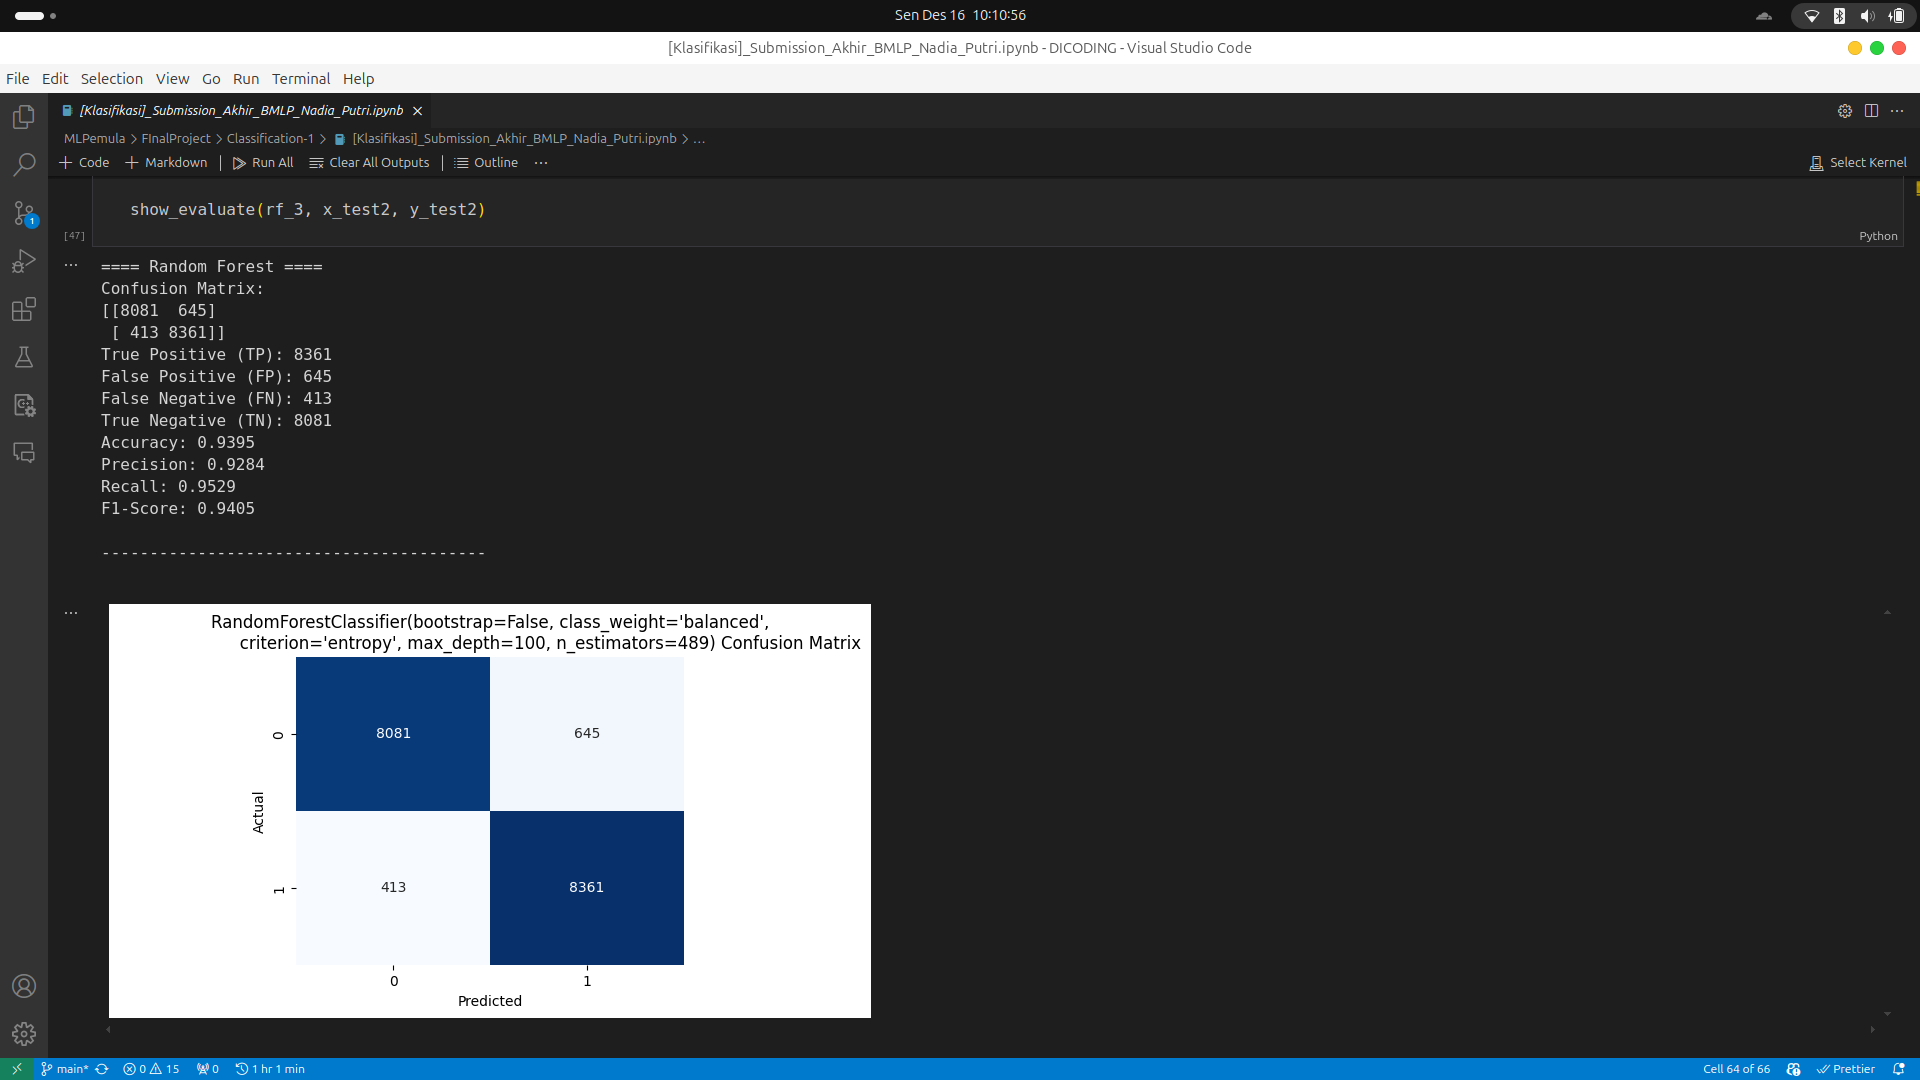 Sen Des 16 10:10:56
[Klasifikasi]_Submission_Akhir_BMLP_Nadia_Putri.ipynb - DICODING - Visual Studio Code
File Edit Selection View Go Run Terminal Help
[Klasifikasi]_Submission_Akhir_BMLP_Nadia_Putri.ipynb
MLPemula > FInalProject > Classification-1 > [Klasifikasi]_Submission_Akhir_BMLP_Nadia_Putri.ipynb > ...
+ Code + Markdown | Run All Clear All Outputs | Outline ... Select Kernel
show_evaluate(rf_3, x_test2, y_test2)
[47] Python
==== Random Forest ====
Confusion Matrix:
[[8081  645]
 [ 413 8361]]
True Positive (TP): 8361
False Positive (FP): 645
False Negative (FN): 413
True Negative (TN): 8081
Accuracy: 0.9395
Precision: 0.9284
Recall: 0.9529
F1-Score: 0.9405
----------------------------------------
RandomForestClassifier(bootstrap=False, class_weight='balanced',
criterion='entropy', max_depth=100, n_estimators=489) Confusion Matrix
0 8081 645
Actual
1 413 8361
0 1
Predicted
1
main* 0 15 0 1 hr 1 min Cell 64 of 66 Prettier